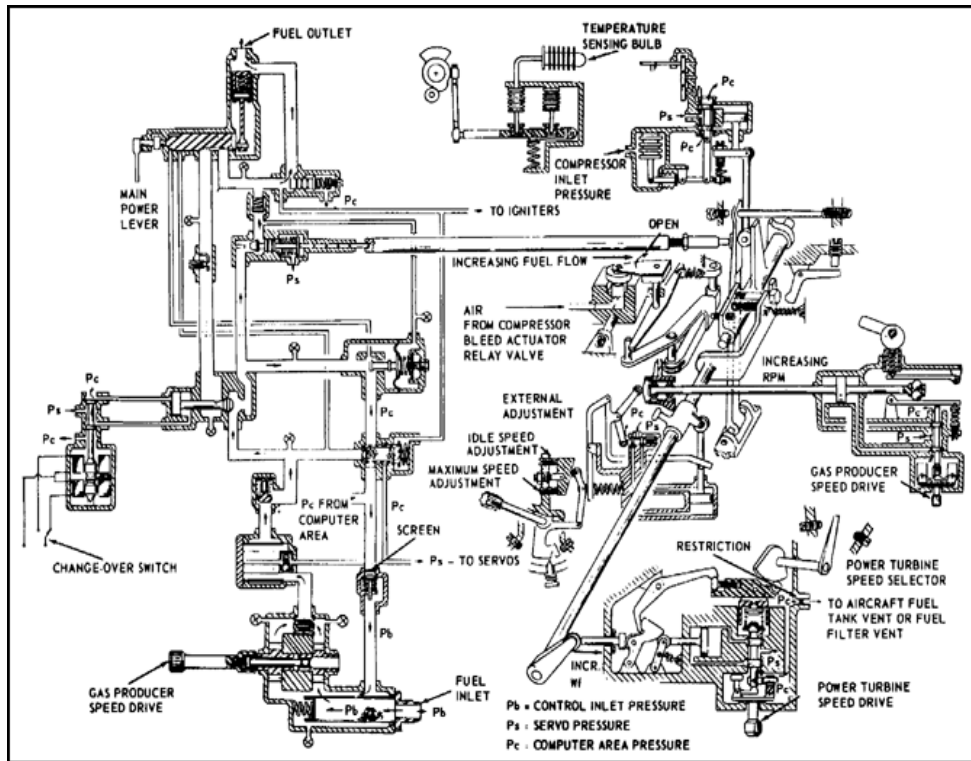 FUEL OUTLET
TEMPERATURE
SENSING BULB
Pc
Ps
Pc
COMPRESSOR
INLET
PRESSURE
MAIN
POWER
LEVER
Pc
TO IGNITERS
OPEN
INCREASING FUEL FLOW
Ps
AIR
FROM COMPRESSOR
BLEED ACTUATOR
RELAY VALVE
INCREASING
RPM
Pc
Ps
Pc
Pc
EXTERNAL
ADJUSTMENT
Pc
Ps
Pc
Ps
IDLE SPEED
ADJUSTMENT
MAXIMUM SPEED
ADJUSTMENT
GAS PRODUCER
SPEED DRIVE
Pc FROM
COMPUTER
AREA
Pc
SCREEN
Ps - TO SERVOS
CHANGE-OVER SWITCH
RESTRICTION
POWER TURBINE
SPEED SELECTOR
Pc
TO AIRCRAFT FUEL
TANK VENT OR FUEL
FILTER VENT
Pb
GAS PRODUCER
SPEED DRIVE
FUEL
INLET
Pb
Pb
Pb
INCR.
Wf
Ps
Pc
POWER TURBINE
SPEED DRIVE
Pb = CONTROL INLET PRESSURE
Ps : SERVO PRESSURE
Pc : COMPUTER AREA PRESSURE